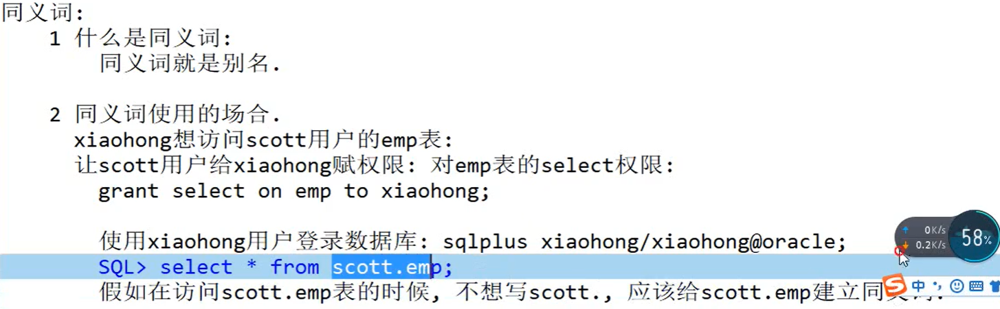 同义词:
1 什么是同义词:
同义词就是别名.
2 同义词使用的场合.
xiaohong想访问scott用户的emp表:
让scott用户给xiaohong赋权限: 对emp表的select权限:
grant select on emp to xiaohong;
使用xiaohong用户登录数据库: sqlplus xiaohong/xiaohong@oracle;
SQL> select * from scott.emp;
假如在访问scott.emp表的时候, 不想写scott., 应该给scott.emp建立同义词.
0K/s
0.2K/s
58%
S 中